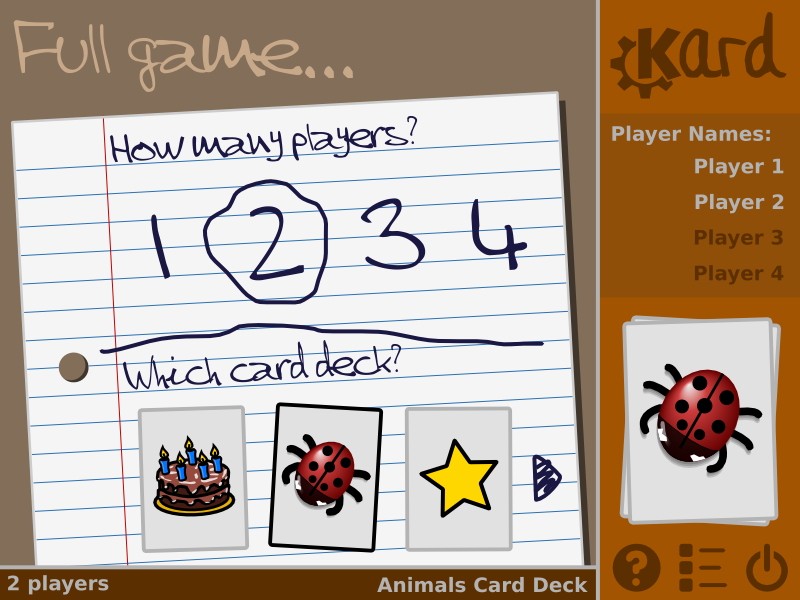 Full game...
Kard
How many players?
1 2 3 4
Which card deck?
Player Names:
Player 1
Player 2
Player 3
Player 4
?
2 players
Animals Card Deck